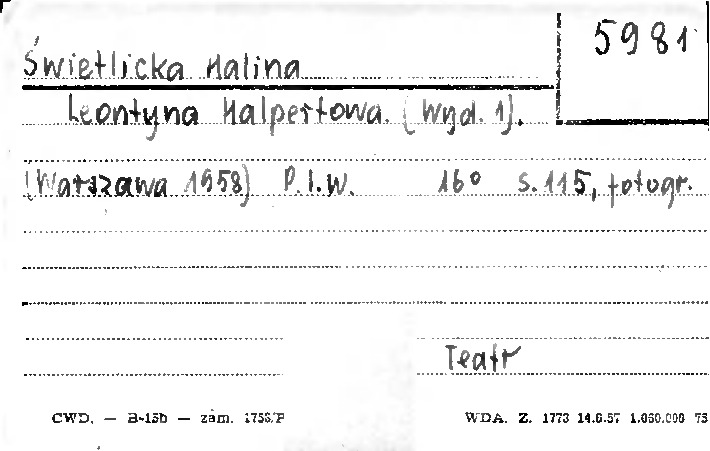 5981
Świetlicka Halina
Leontyna Halpertowa. [Wyd. 1].
[Warszawa 1958] P.I.W. 16° s. 115, fotogr.
Teatr
CWD. — B-15b — zam. 1758/P
WDA. Z. 1773 14.6.57 1.060.000 75